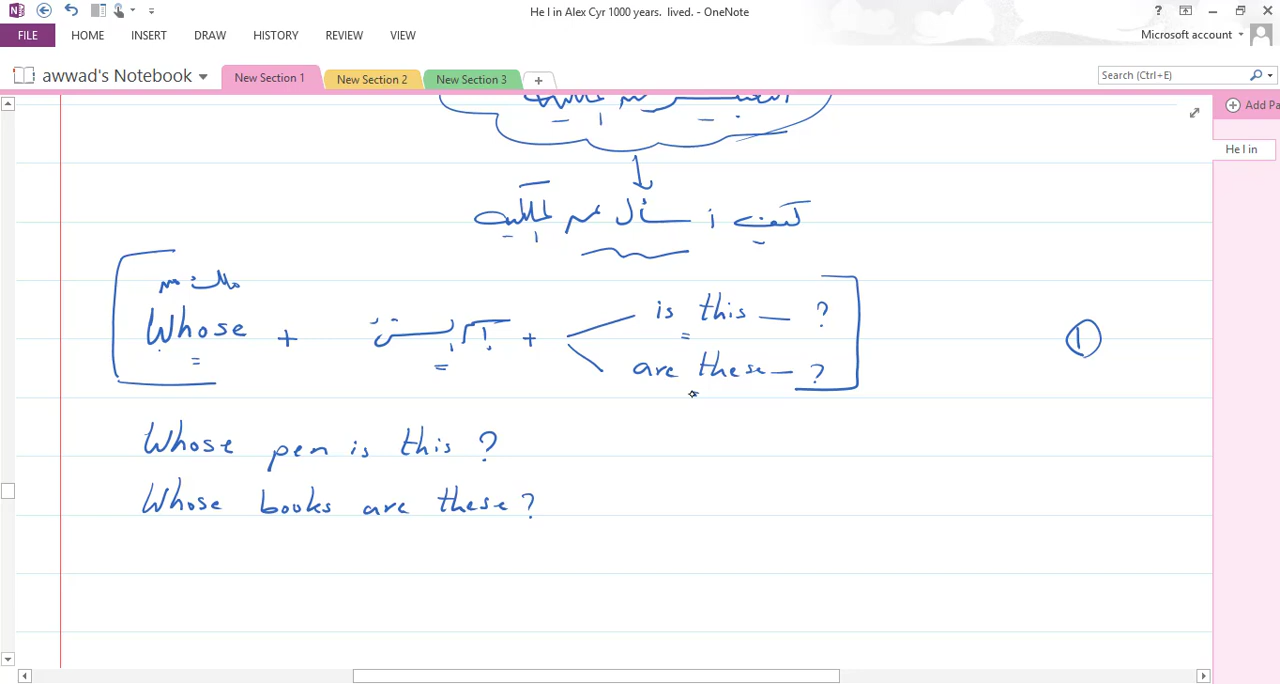 He I in Alex Cyr 1000 years. lived. - OneNote
?
Microsoft account
FILE HOME INSERT DRAW HISTORY REVIEW VIEW
awwad's Notebook New Section 1 New Section 2 New Section 3 +
Search (Ctrl+E)
Add Pa
He I in
كيف أسأل عن الملكية
Whose + + is this — ?
are these — ?
1
Whose pen is this ?
Whose books are these ?